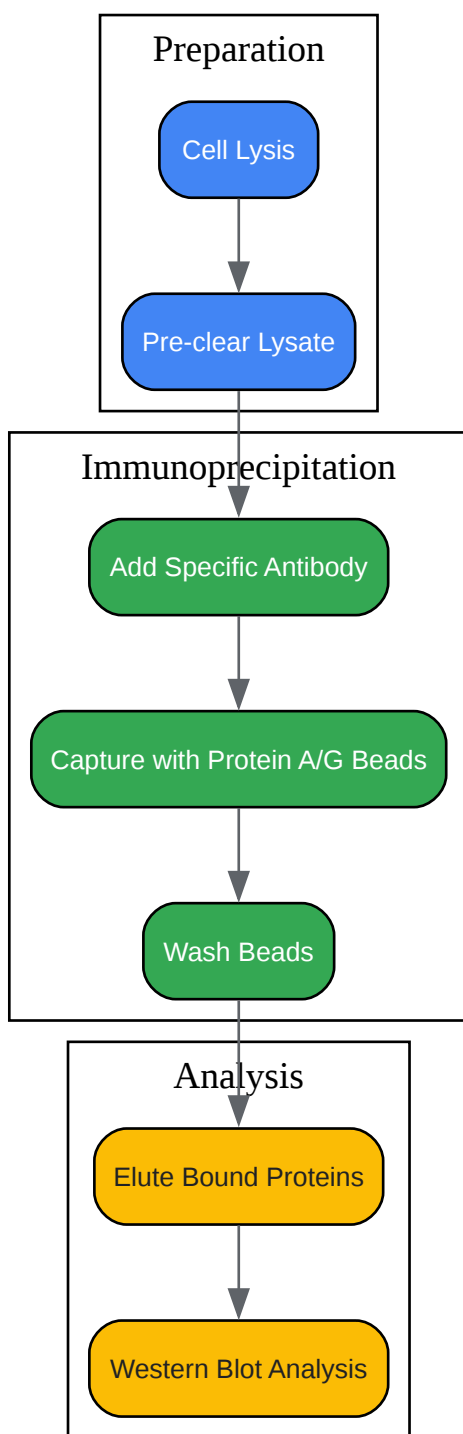 Preparation
Cell Lysis
Pre-clear Lysate
Immunoprecipitation
Add Specific Antibody
Capture with Protein A/G Beads
Wash Beads
Analysis
Elute Bound Proteins
Western Blot Analysis